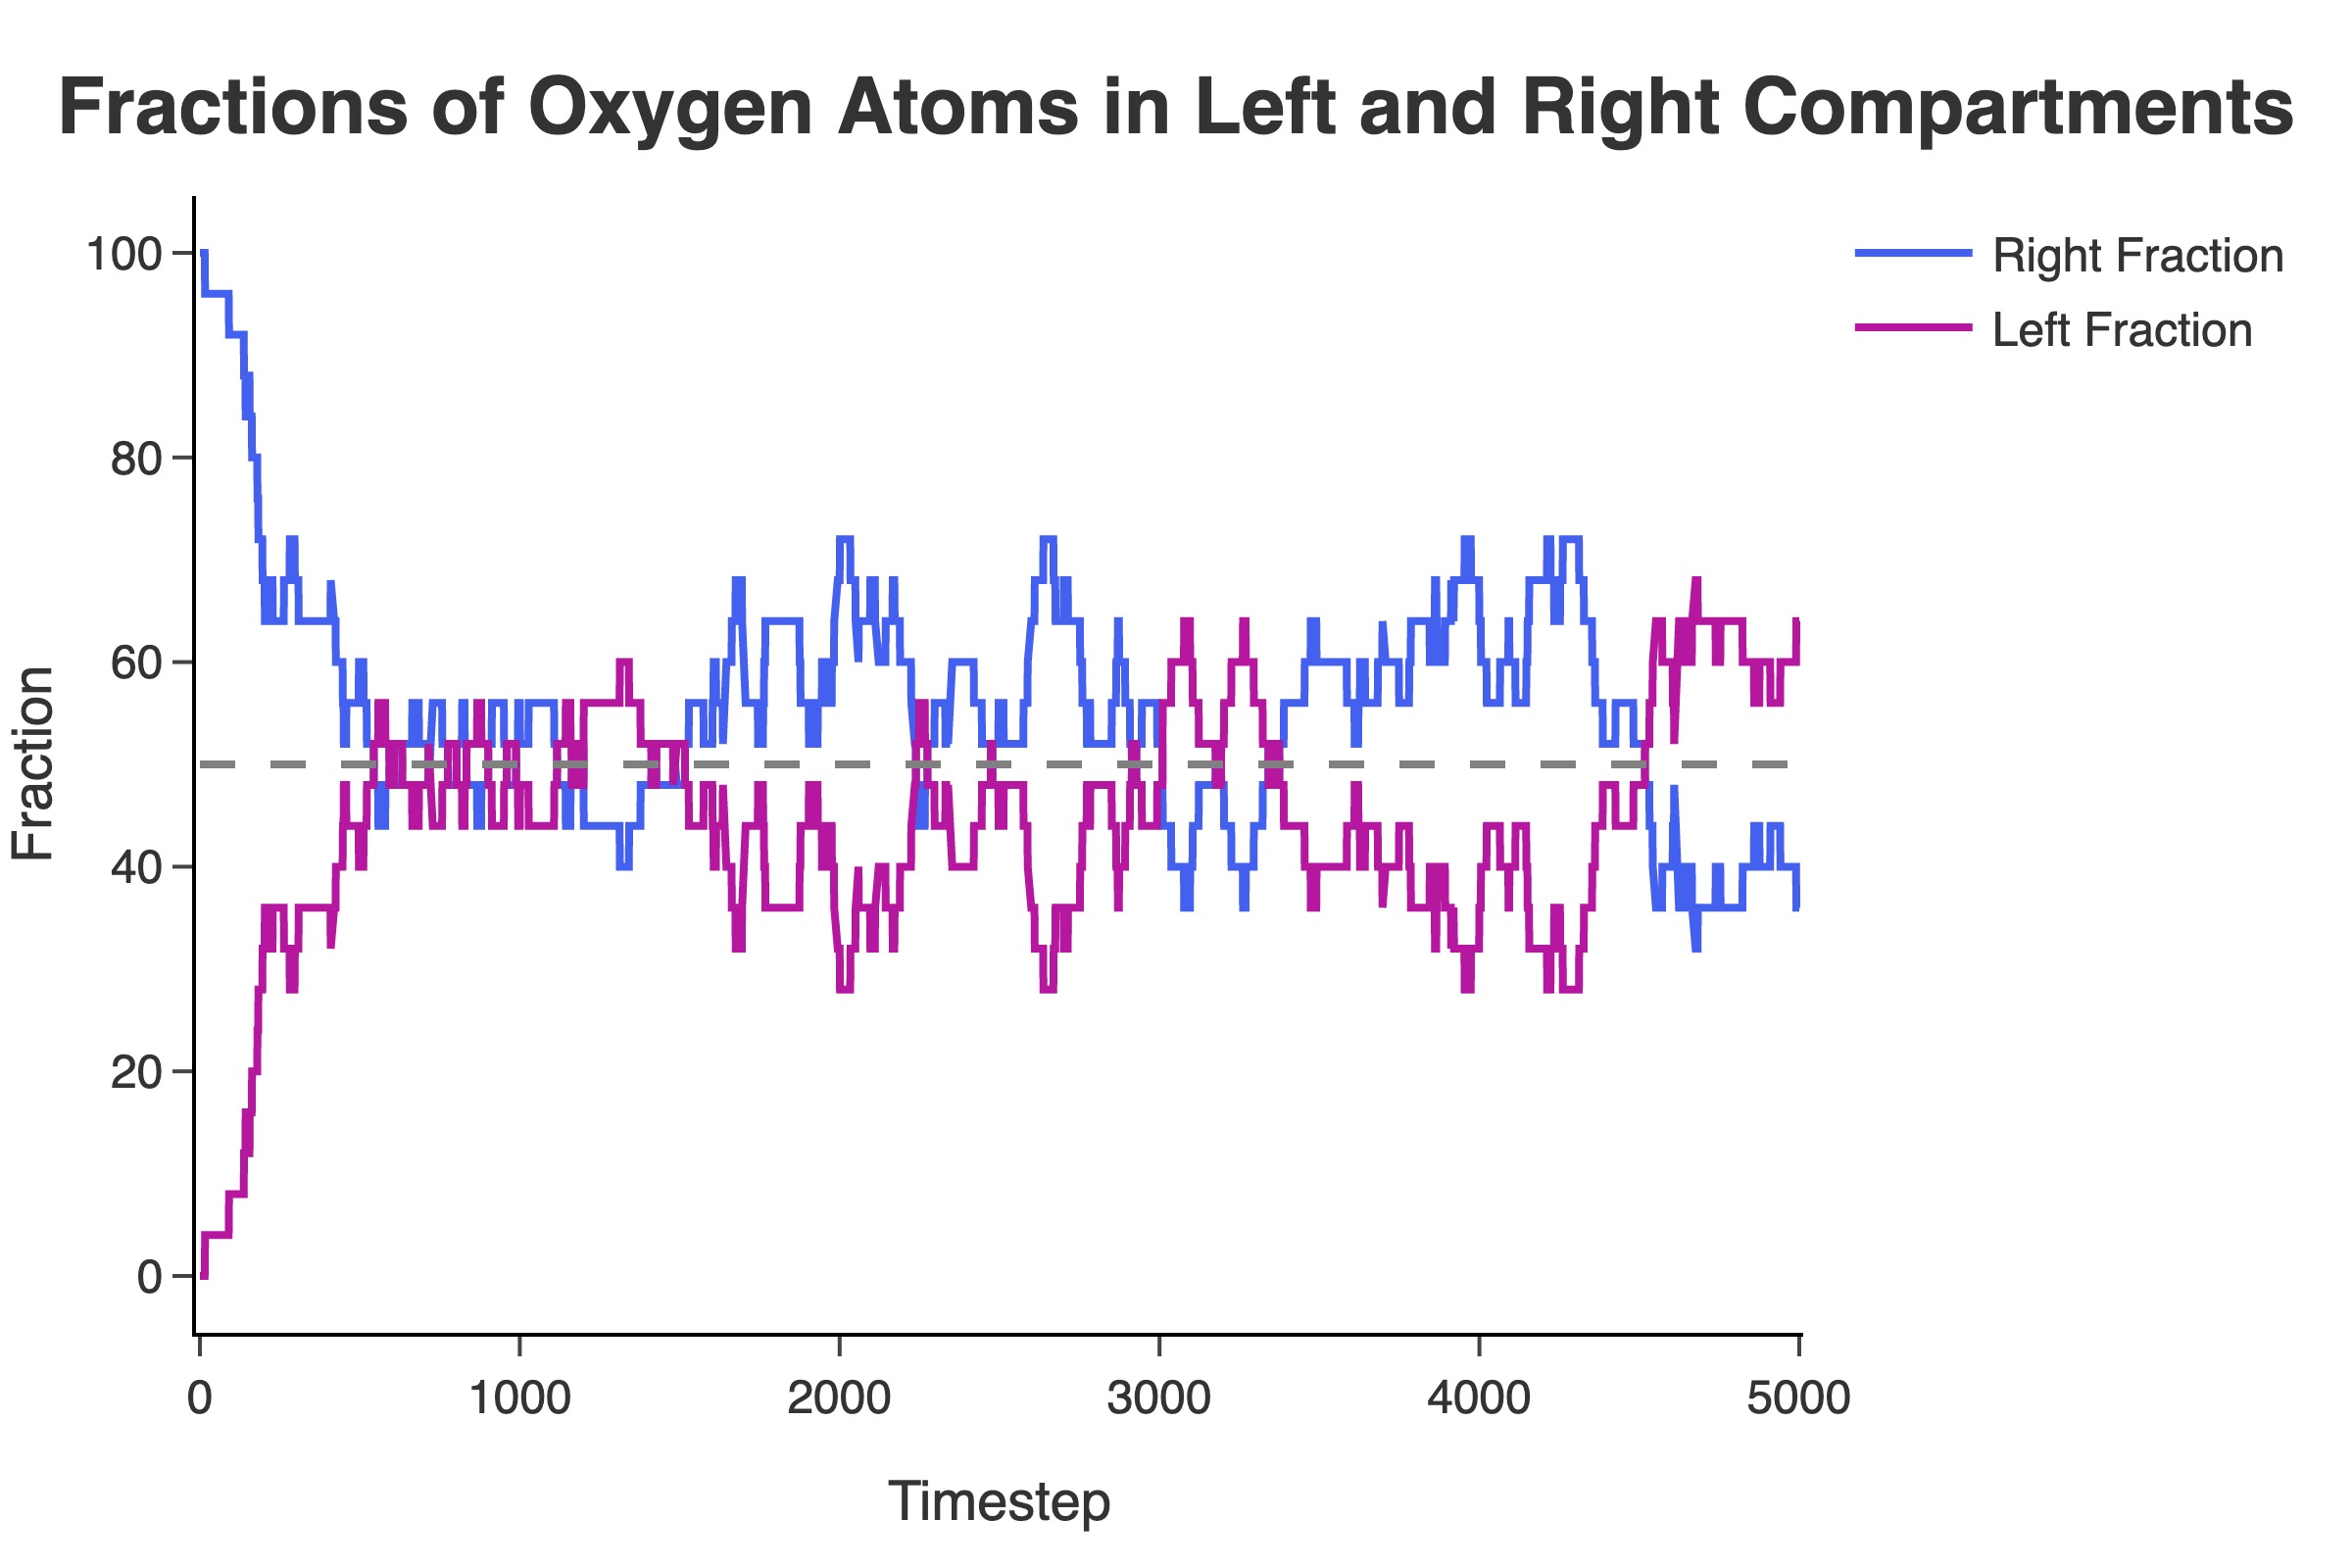 Fractions of Oxygen Atoms in Left and Right Compartments
Right Fraction
Left Fraction
Fraction
100
80
60
40
20
0
0 1000 2000 3000 4000 5000
Timestep